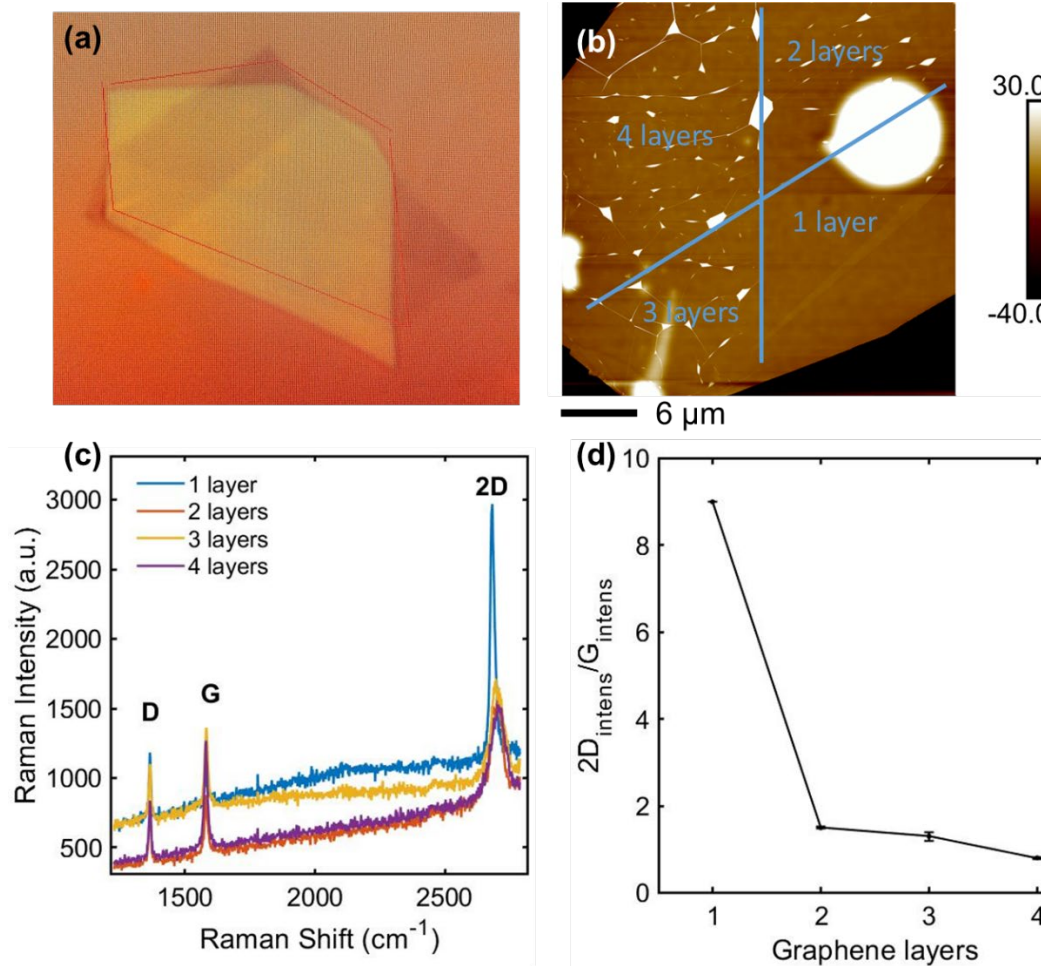 (a)
(b)
2 layers
4 layers
1 layer
3 layers
30.0
-40.0
6 µm
(c)
1 layer
2 layers
3 layers
4 layers
D
G
2D
3000
2500
2000
1500
1000
500
1500
2000
2500
Raman Intensity (a.u.)
Raman Shift (cm⁻¹)
(d)
10
8
6
4
2
0
1
2
3
4
2D_intens/G_intens
Graphene layers